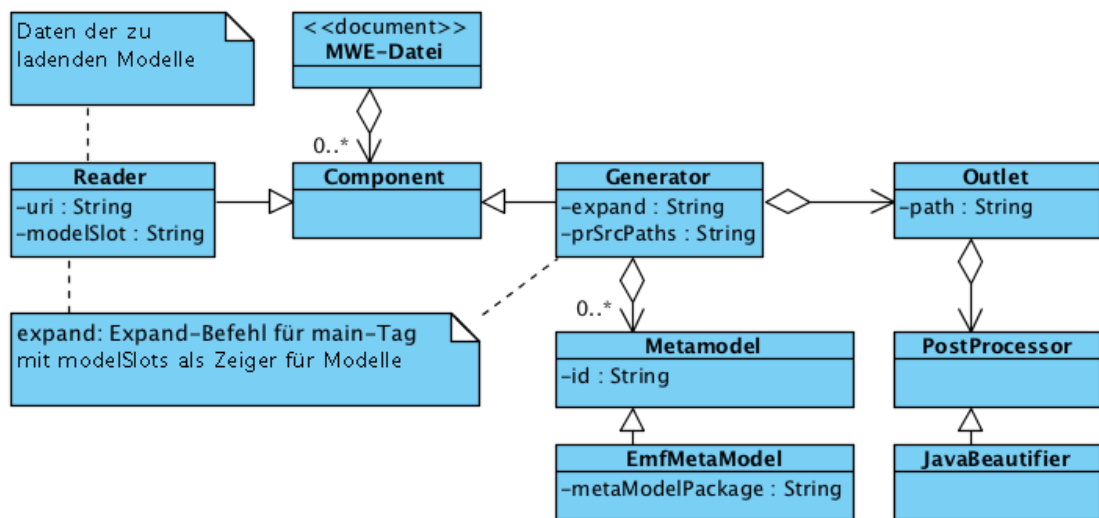 Daten der zu
ladenden Modelle
<<document>>
MWE-Datei
0..*
Reader
-uri : String
-modelSlot : String
Component
Generator
-expand : String
-prSrcPaths : String
Outlet
-path : String
expand: Expand-Befehl für main-Tag
mit modelSlots als Zeiger für Modelle
0..*
Metamodel
-id : String
PostProcessor
EmfMetaModel
-metaModelPackage : String
JavaBeautifier